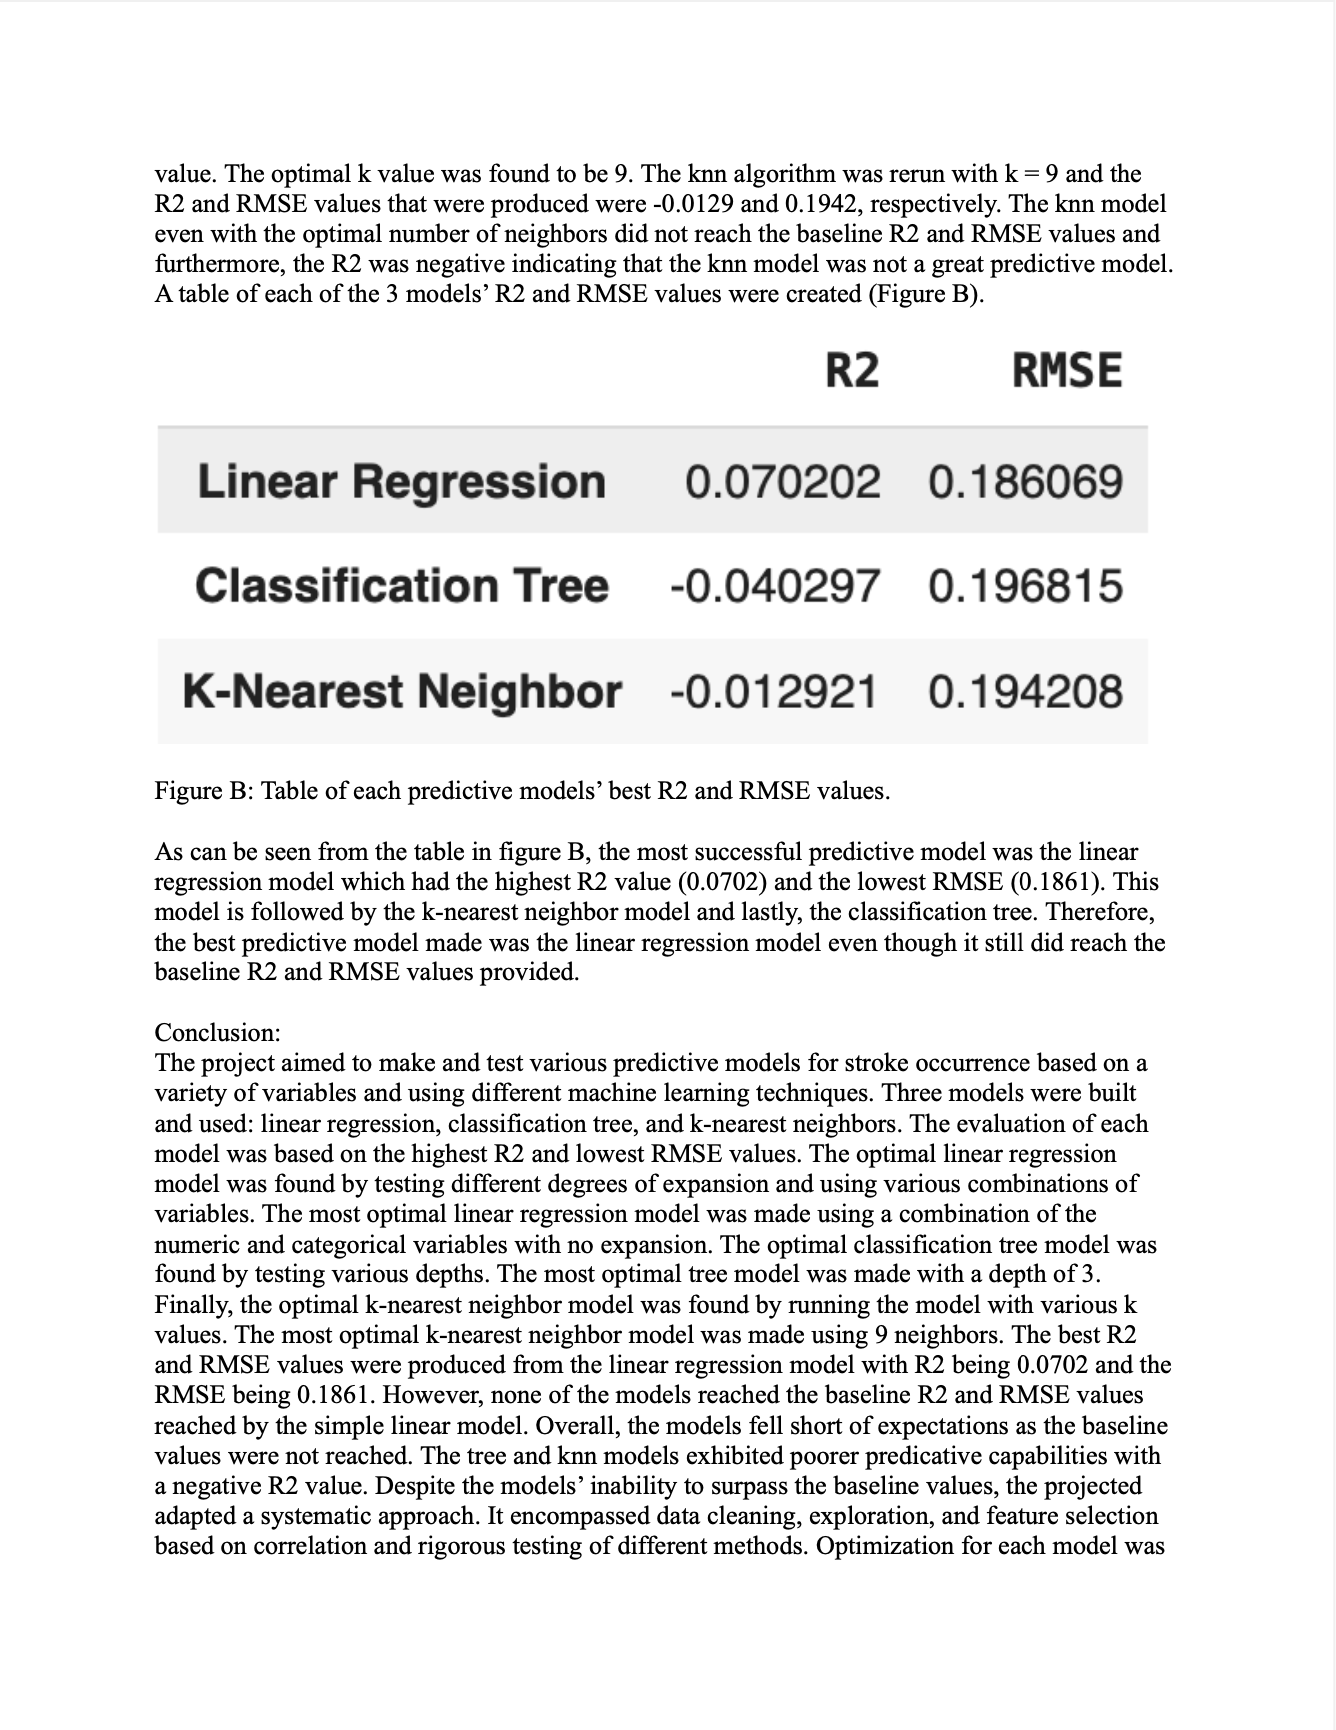 value. The optimal k value was found to be 9. The knn algorithm was rerun with k = 9 and the
R2 and RMSE values that were produced were -0.0129 and 0.1942, respectively. The knn model
even with the optimal number of neighbors did not reach the baseline R2 and RMSE values and
furthermore, the R2 was negative indicating that the knn model was not a great predictive model.
A table of each of the 3 models’ R2 and RMSE values were created (Figure B).
R2 RMSE
Linear Regression 0.070202 0.186069
Classification Tree -0.040297 0.196815
K-Nearest Neighbor -0.012921 0.194208
Figure B: Table of each predictive models’ best R2 and RMSE values.
As can be seen from the table in figure B, the most successful predictive model was the linear
regression model which had the highest R2 value (0.0702) and the lowest RMSE (0.1861). This
model is followed by the k-nearest neighbor model and lastly, the classification tree. Therefore,
the best predictive model made was the linear regression model even though it still did reach the
baseline R2 and RMSE values provided.
Conclusion:
The project aimed to make and test various predictive models for stroke occurrence based on a
variety of variables and using different machine learning techniques. Three models were built
and used: linear regression, classification tree, and k-nearest neighbors. The evaluation of each
model was based on the highest R2 and lowest RMSE values. The optimal linear regression
model was found by testing different degrees of expansion and using various combinations of
variables. The most optimal linear regression model was made using a combination of the
numeric and categorical variables with no expansion. The optimal classification tree model was
found by testing various depths. The most optimal tree model was made with a depth of 3.
Finally, the optimal k-nearest neighbor model was found by running the model with various k
values. The most optimal k-nearest neighbor model was made using 9 neighbors. The best R2
and RMSE values were produced from the linear regression model with R2 being 0.0702 and the
RMSE being 0.1861. However, none of the models reached the baseline R2 and RMSE values
reached by the simple linear model. Overall, the models fell short of expectations as the baseline
values were not reached. The tree and knn models exhibited poorer predicative capabilities with
a negative R2 value. Despite the models’ inability to surpass the baseline values, the projected
adapted a systematic approach. It encompassed data cleaning, exploration, and feature selection
based on correlation and rigorous testing of different methods. Optimization for each model was